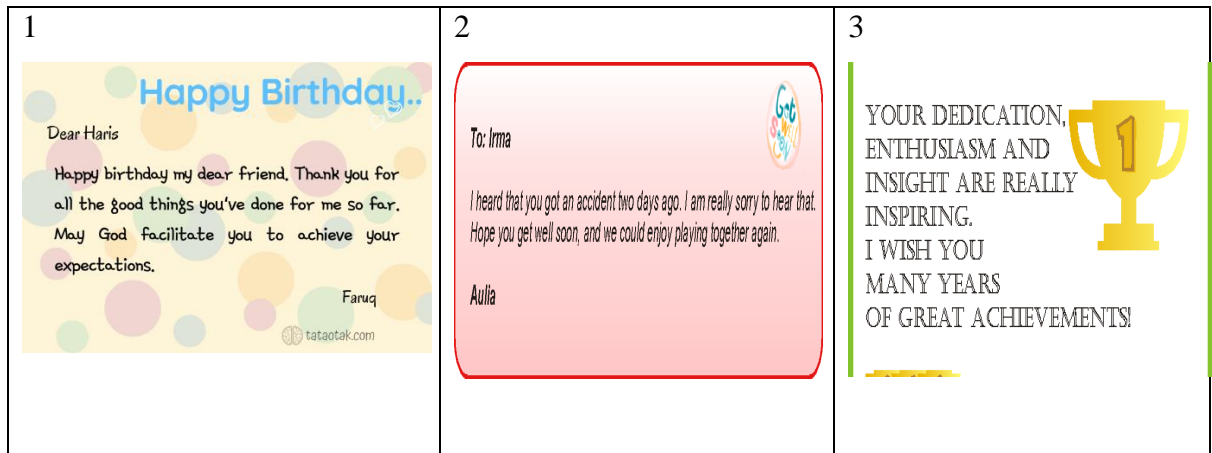 1
Happy Birthday..
Dear Haris
Happy birthday my dear friend. Thank you for
all the good things you've done for me so far.
May God facilitate you to achieve your
expectations.
Faruq
tataotak.com
2
Get
Well
Soon
To: Irma
I heard that you got an accident two days ago. I am really sorry to hear that.
Hope you get well soon, and we could enjoy playing together again.
Aulia
3
YOUR DEDICATION,
ENTHUSIASM AND
INSIGHT ARE REALLY
INSPIRING.
I WISH YOU
MANY YEARS
OF GREAT ACHIEVEMENTS!
1